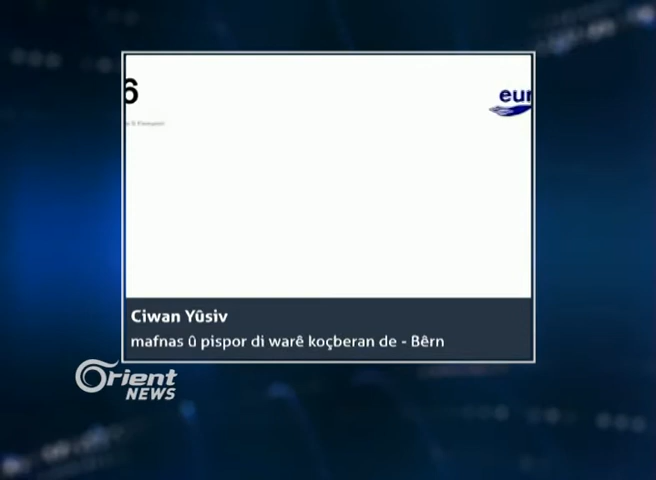 6
eur
Ciwan Yûsiv
mafnas û pispor di warê koçberan de - Bêrn
Orient
NEWS